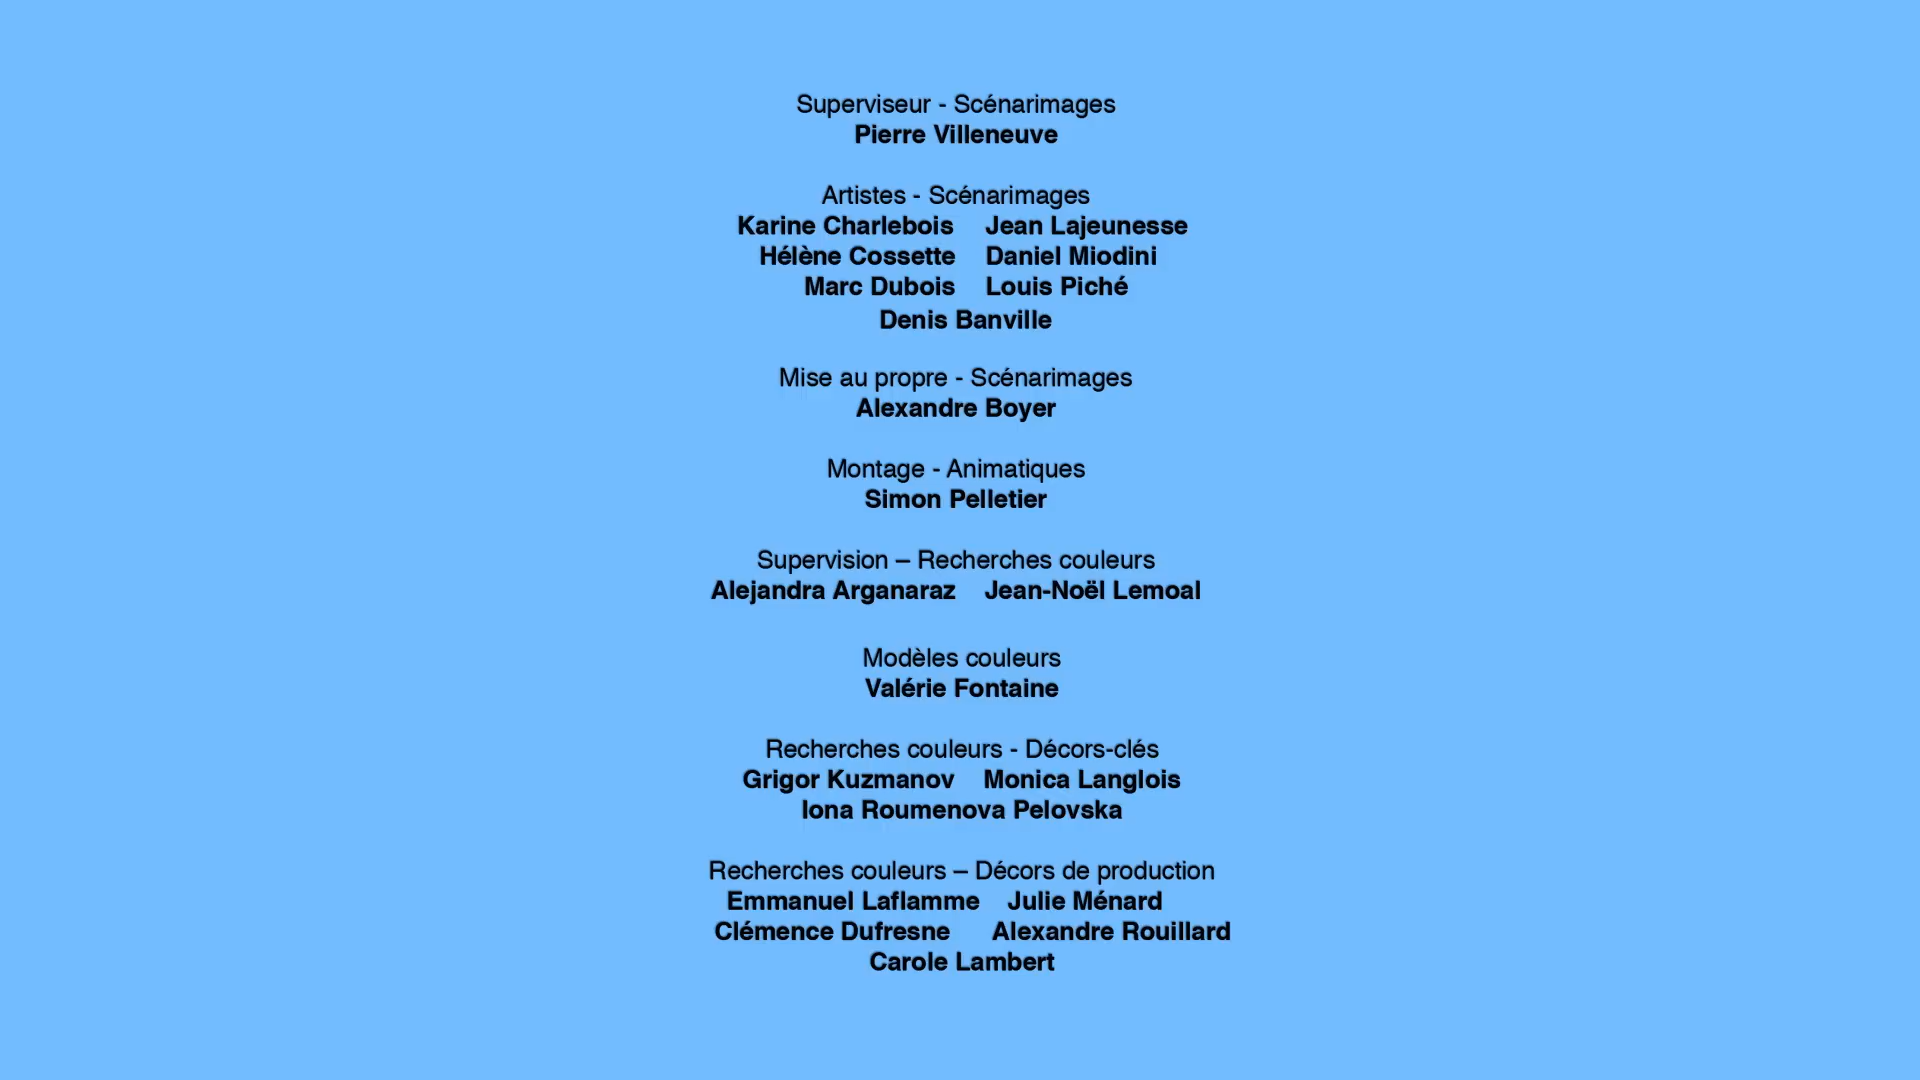 Superviseur - Scénarimages
Pierre Villeneuve
Artistes - Scénarimages
Karine Charlebois Jean Lajeunesse
Hélène Cossette Daniel Miodini
Marc Dubois Louis Piché
Denis Banville
Mise au propre - Scénarimages
Alexandre Boyer
Montage - Animatiques
Simon Pelletier
Supervision – Recherches couleurs
Alejandra Arganaraz Jean-Noël Lemoal
Modèles couleurs
Valérie Fontaine
Recherches couleurs - Décors-clés
Grigor Kuzmanov Monica Langlois
Iona Roumenova Pelovska
Recherches couleurs – Décors de production
Emmanuel Laflamme Julie Ménard
Clémence Dufresne Alexandre Rouillard
Carole Lambert